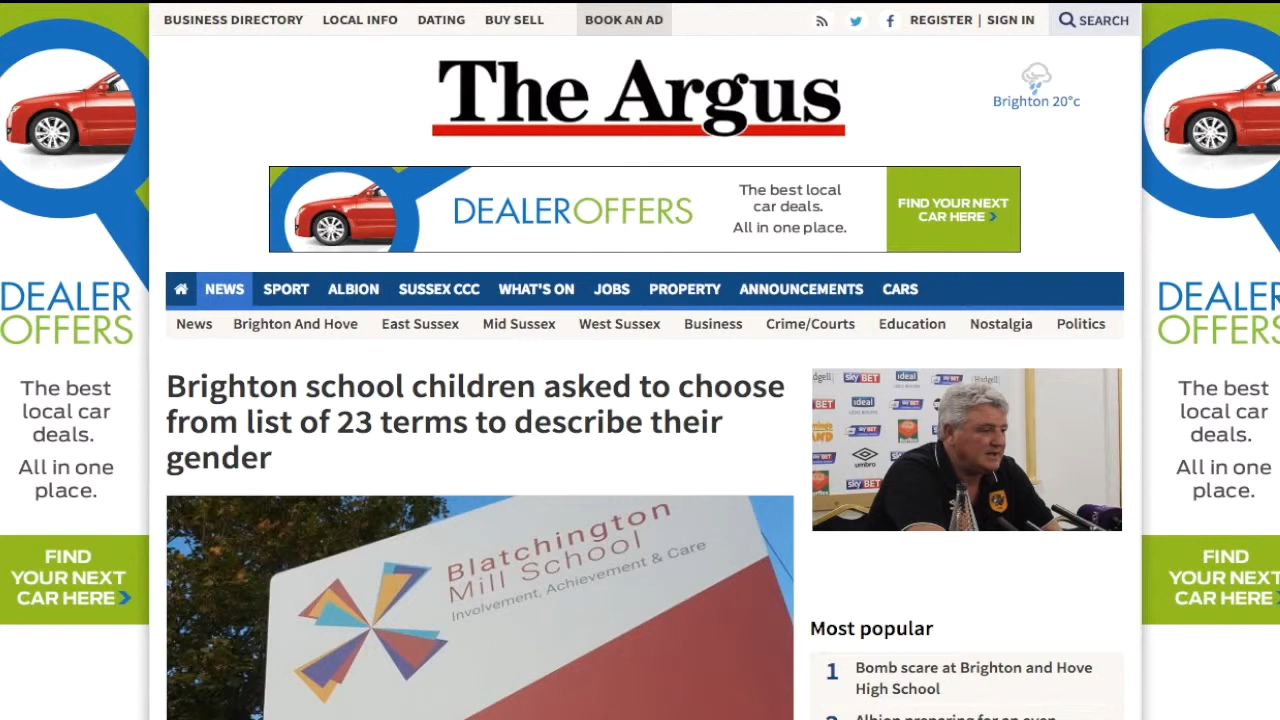 BUSINESS DIRECTORY LOCAL INFO DATING BUY SELL BOOK AN AD REGISTER | SIGN IN SEARCH
The Argus
Brighton 20°c
DEALEROFFERS
The best local
car deals.
All in one place.
FIND YOUR NEXT
CAR HERE
NEWS SPORT ALBION SUSSEX CCC WHAT'S ON JOBS PROPERTY ANNOUNCEMENTS CARS
News Brighton And Hove East Sussex Mid Sussex West Sussex Business Crime/Courts Education Nostalgia Politics
DEALER
OFFERS
The best
local car
deals.
All in one
place.
FIND
YOUR NEXT
CAR HERE
Brighton school children asked to choose
from list of 23 terms to describe their
gender
Blatchington
Mill School
Involvement, Achievement & Care
sky BET
ideal
umbro
Most popular
1 Bomb scare at Brighton and Hove
High School
DEALER
OFFERS
The best
local car
deals.
All in one
place.
FIND
YOUR NEXT
CAR HERE